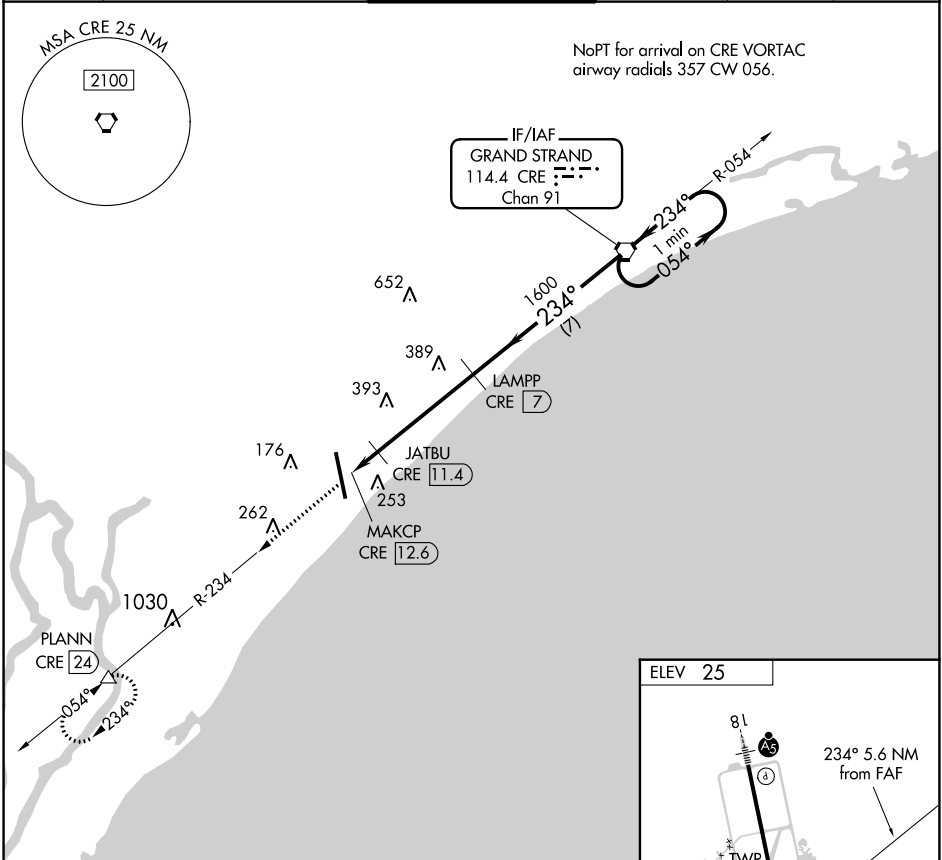 MSA CRE 25 NM
2100
NoPT for arrival on CRE VORTAC
airway radials 357 CW 056.
IF/IAF
GRAND STRAND
114.4 CRE
Chan 91
R-054
234°
1 min
054°
1600
234°
(7)
652
389
LAMPP
CRE 7
393
JATBU
CRE 11.4
176
253
262
MAKCP
CRE 12.6
R-234
1030
PLANN
CRE 24
054°
234°
ELEV 25
18
A5
P
234° 5.6 NM
from FAF
TWR